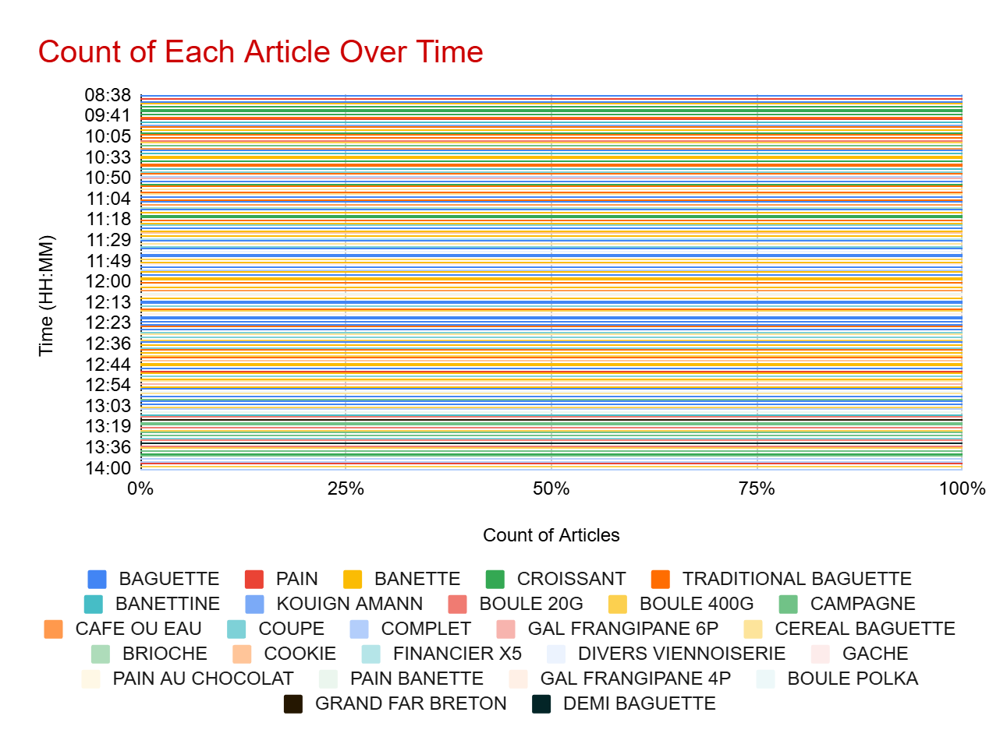 Count of Each Article Over Time
Time (HH:MM)
08:38
09:41
10:05
10:33
10:50
11:04
11:18
11:29
11:49
12:00
12:13
12:23
12:36
12:44
12:54
13:03
13:19
13:36
14:00
0% 25% 50% 75% 100%
Count of Articles
BAGUETTE PAIN BANETTE CROISSANT TRADITIONAL BAGUETTE
BANETTINE KOUIGN AMANN BOULE 20G BOULE 400G CAMPAGNE
CAFE OU EAU COUPE COMPLET GAL FRANGIPANE 6P CEREAL BAGUETTE
BRIOCHE COOKIE FINANCIER X5 DIVERS VIENNOISERIE GACHE
PAIN AU CHOCOLAT PAIN BANETTE GAL FRANGIPANE 4P BOULE POLKA
GRAND FAR BRETON DEMI BAGUETTE